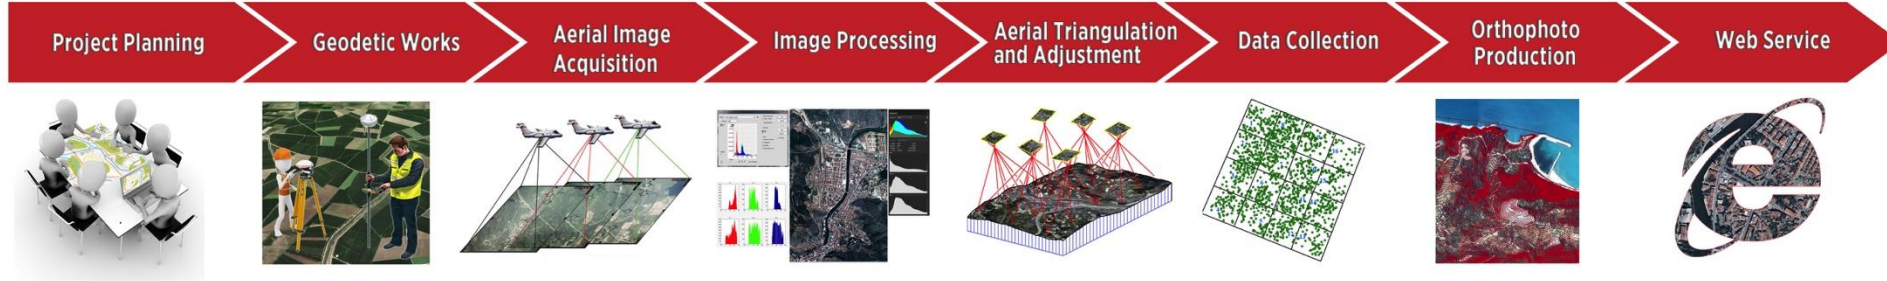 Project Planning
Geodetic Works
Aerial Image
Acquisition
Image Processing
Aerial Triangulation
and Adjustment
Data Collection
Orthophoto
Production
Web Service